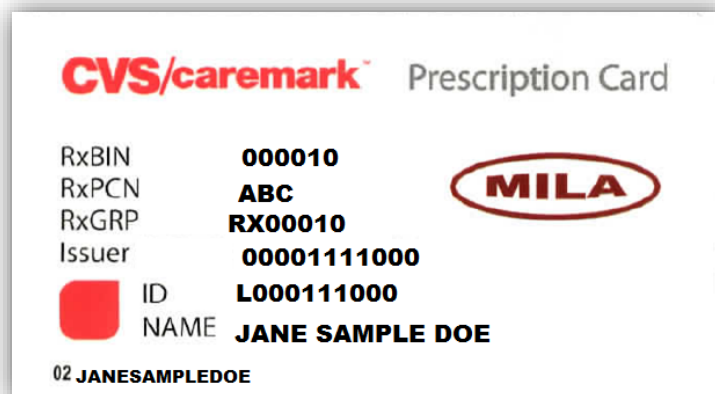 CVS/caremark™ Prescription Card
RxBIN 000010
RxPCN ABC
MILA
RxGRP RX00010
Issuer 00001111000
ID L000111000
NAME JANE SAMPLE DOE
02 JANESAMPLEDOE